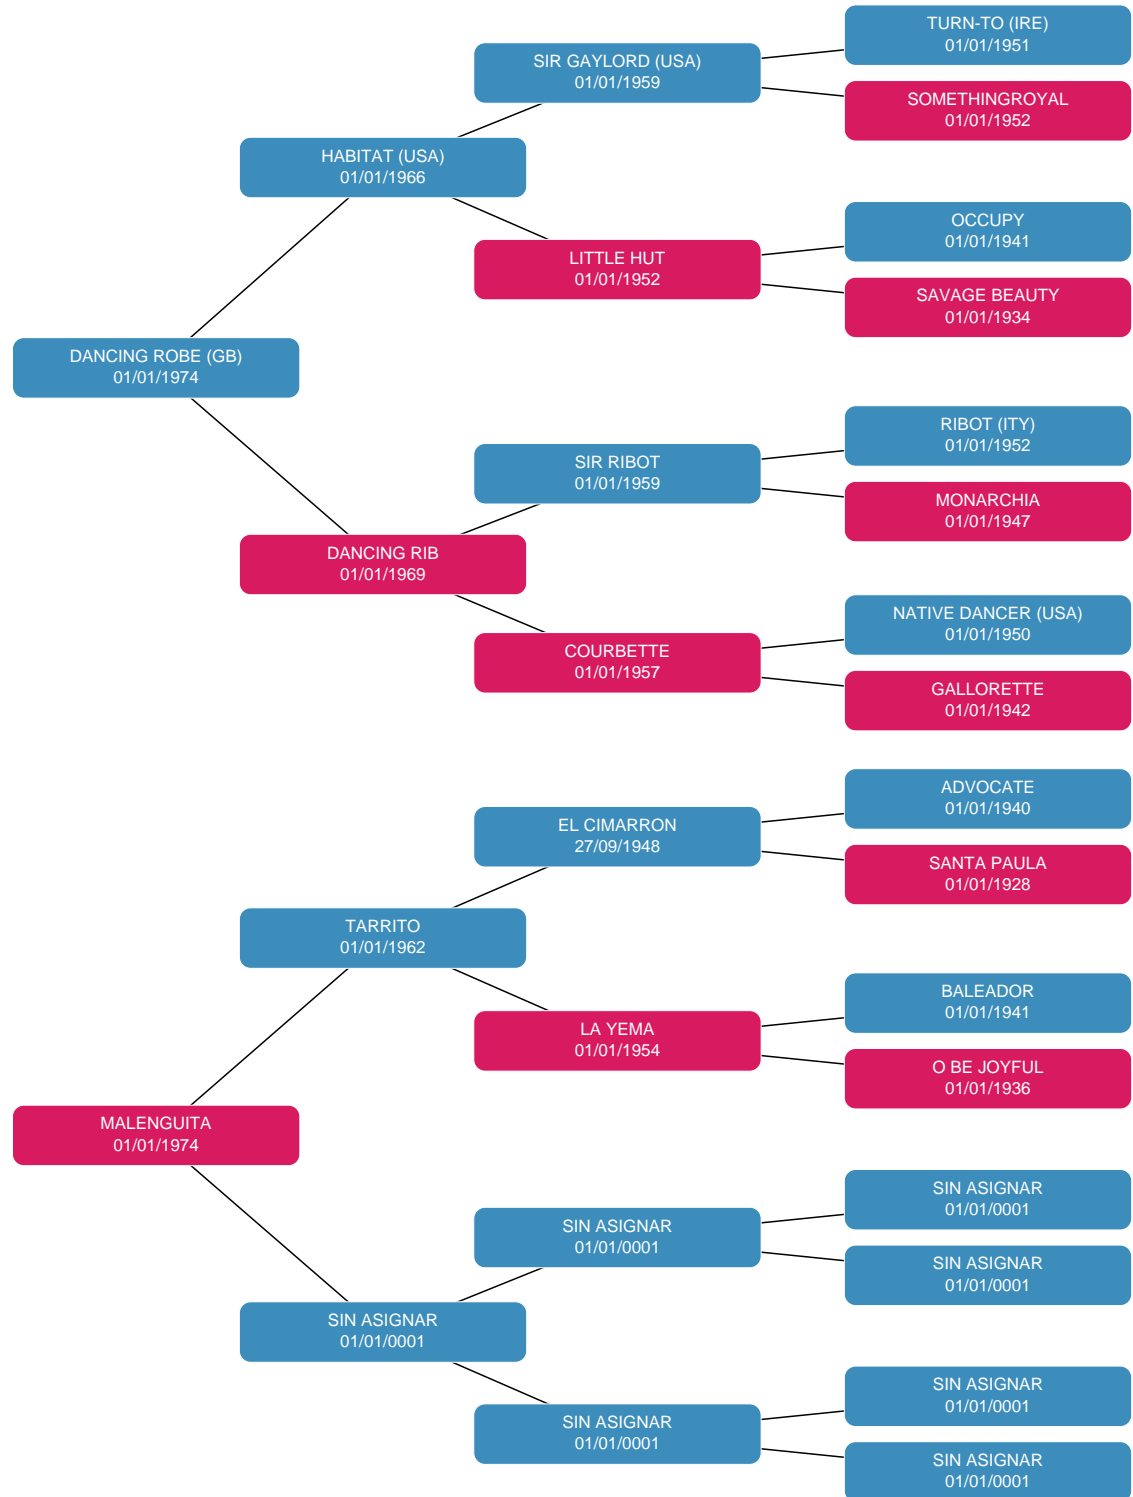 TURN-TO (IRE)
01/01/1951
SIR GAYLORD (USA)
01/01/1959
SOMETHINGROYAL
01/01/1952
HABITAT (USA)
01/01/1966
OCCUPY
01/01/1941
LITTLE HUT
01/01/1952
SAVAGE BEAUTY
01/01/1934
DANCING ROBE (GB)
01/01/1974
RIBOT (ITY)
01/01/1952
SIR RIBOT
01/01/1959
MONARCHIA
01/01/1947
DANCING RIB
01/01/1969
NATIVE DANCER (USA)
01/01/1950
COURBETTE
01/01/1957
GALLORETTE
01/01/1942
ADVOCATE
01/01/1940
EL CIMARRON
27/09/1948
SANTA PAULA
01/01/1928
TARRITO
01/01/1962
BALEADOR
01/01/1941
LA YEMA
01/01/1954
O BE JOYFUL
01/01/1936
MALENGUITA
01/01/1974
SIN ASIGNAR
01/01/0001
SIN ASIGNAR
01/01/0001
SIN ASIGNAR
01/01/0001
SIN ASIGNAR
01/01/0001
SIN ASIGNAR
01/01/0001
SIN ASIGNAR
01/01/0001
SIN ASIGNAR
01/01/0001